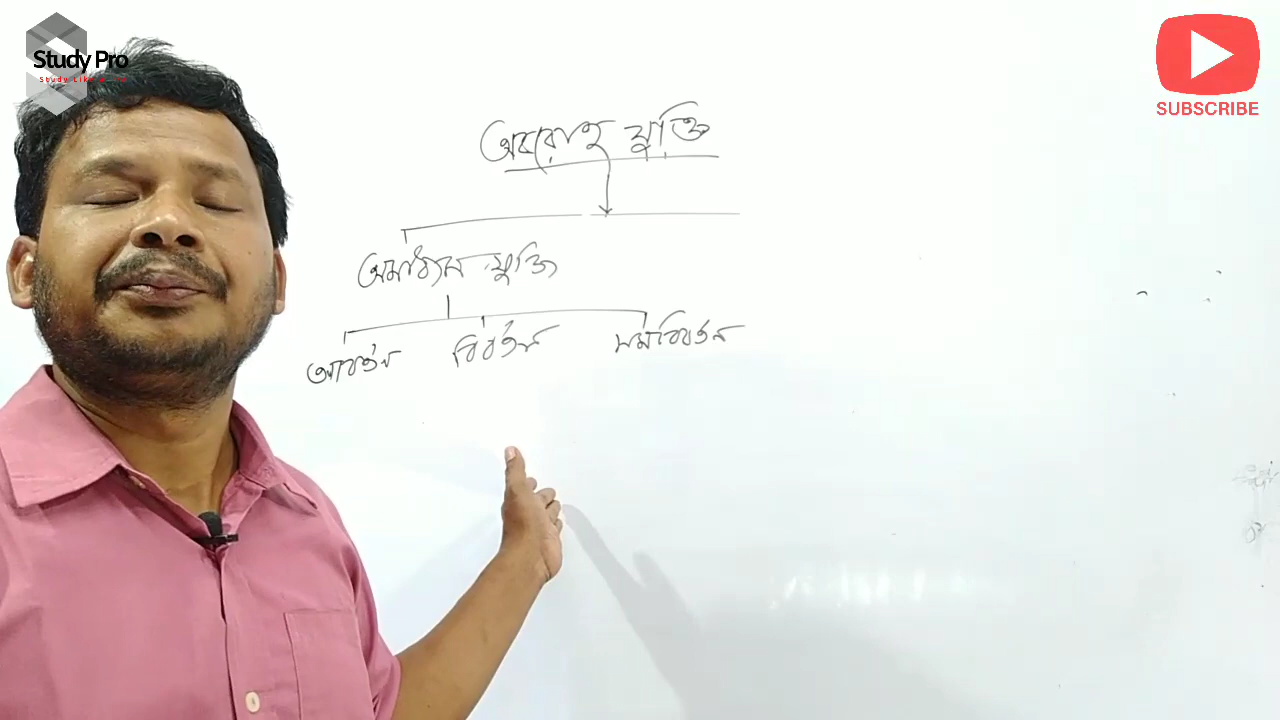 Study Pro
SUBSCRIBE
অবরোহ যুক্তি
অমাধ্যম যুক্তি
আবর্তন বিবর্তন সমবিবর্তন